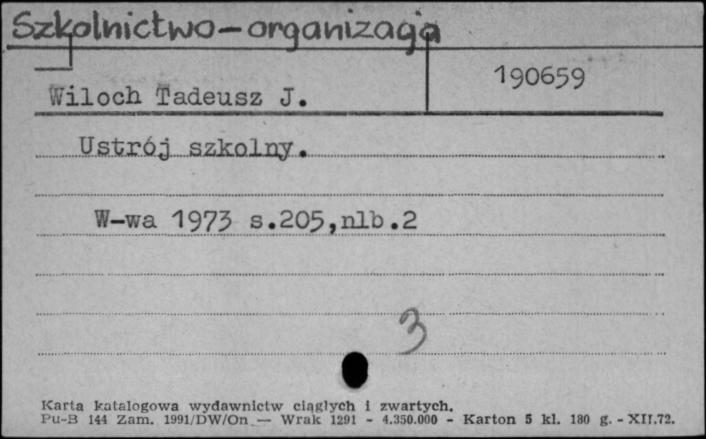 Szkolnictwo-organizacja
190659
Wiloch Tadeusz J.
Ustrój szkolny.
W-wa 1973 s.205,nlb.2
3
Karta katalogowa wydawnictw ciągłych i zwartych.
Pu-B 144 Zam. 1991/DW/On — Wrak 1291 - 4.350.000 - Karton 5 kl. 180 g. - XII.72.